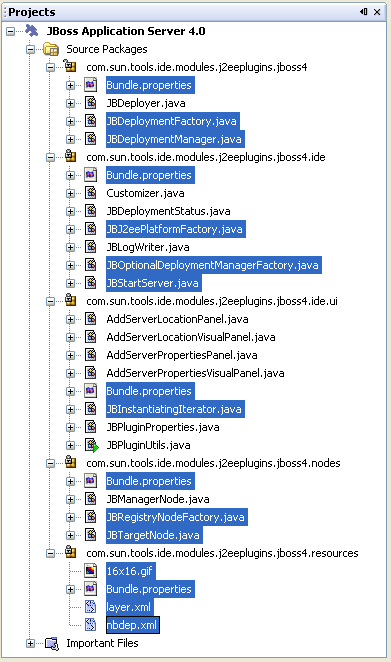 Projects
JBoss Application Server 4.0
Source Packages
com.sun.tools.ide.modules.j2eeplugins.jboss4
Bundle.properties
JBDeployer.java
JBDeploymentFactory.java
JBDeploymentManager.java
com.sun.tools.ide.modules.j2eeplugins.jboss4.ide
Bundle.properties
Customizer.java
JBDeploymentStatus.java
JBJ2eePlatformFactory.java
JBLogWriter.java
JBOptionalDeploymentManagerFactory.java
JBStartServer.java
com.sun.tools.ide.modules.j2eeplugins.jboss4.ide.ui
AddServerLocationPanel.java
AddServerLocationVisualPanel.java
AddServerPropertiesPanel.java
AddServerPropertiesVisualPanel.java
Bundle.properties
JBInstantiatingIterator.java
JBPluginProperties.java
JBPluginUtils.java
com.sun.tools.ide.modules.j2eeplugins.jboss4.nodes
Bundle.properties
JBManagerNode.java
JBRegistryNodeFactory.java
JBTargetNode.java
com.sun.tools.ide.modules.j2eeplugins.jboss4.resources
16x16.gif
Bundle.properties
layer.xml
nbdep.xml
Important Files